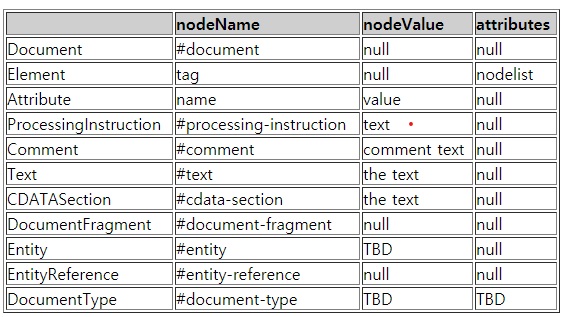 nodeName nodeValue attributes
Document #document null null
Element tag null nodelist
Attribute name value null
ProcessingInstruction #processing-instruction text null
Comment #comment comment text null
Text #text the text null
CDATASection #cdata-section the text null
DocumentFragment #document-fragment null null
Entity #entity TBD null
EntityReference #entity-reference null null
DocumentType #document-type TBD TBD